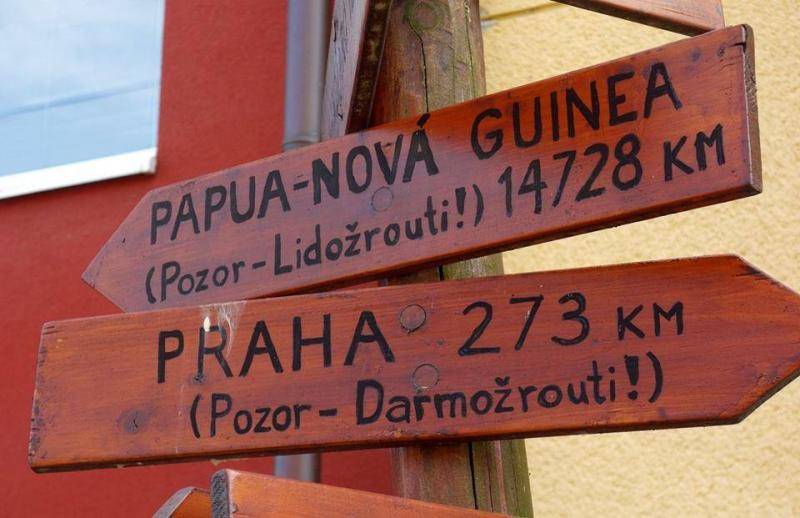 PAPUA-NOVÁ GUINEA
(Pozor-Lidožrouti!) 14728 KM
PRAHA 273 KM
(Pozor-Darmožrouti!)